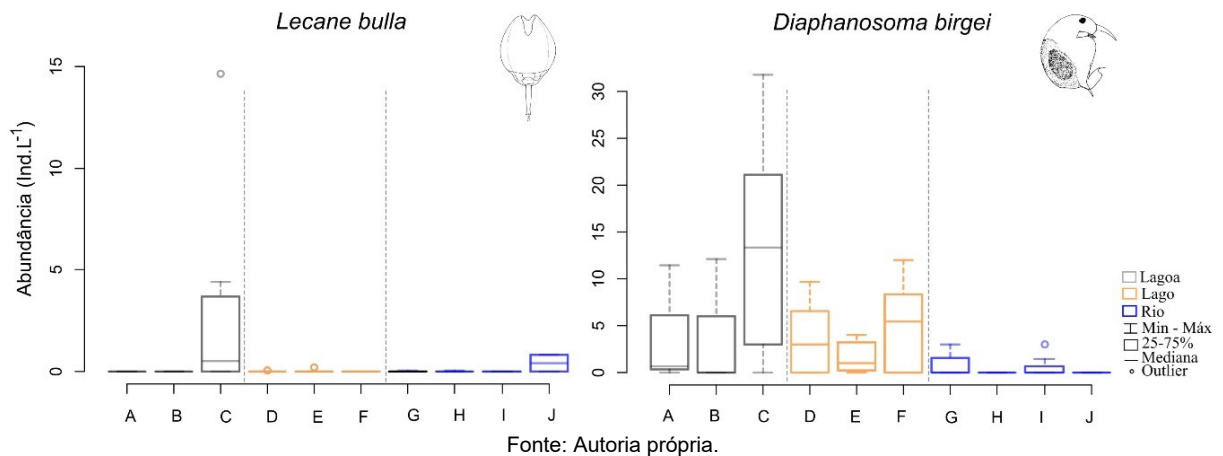 Lecane bulla
Diaphanosoma birgei
Abundância (Ind.L-1)
15
10
5
0
A B C D E F G H I J
30
25
20
15
10
5
0
A B C D E F G H I J
Lagoa
Lago
Rio
Min - Máx
25-75%
Mediana
Outlier
Fonte: Autoria própria.